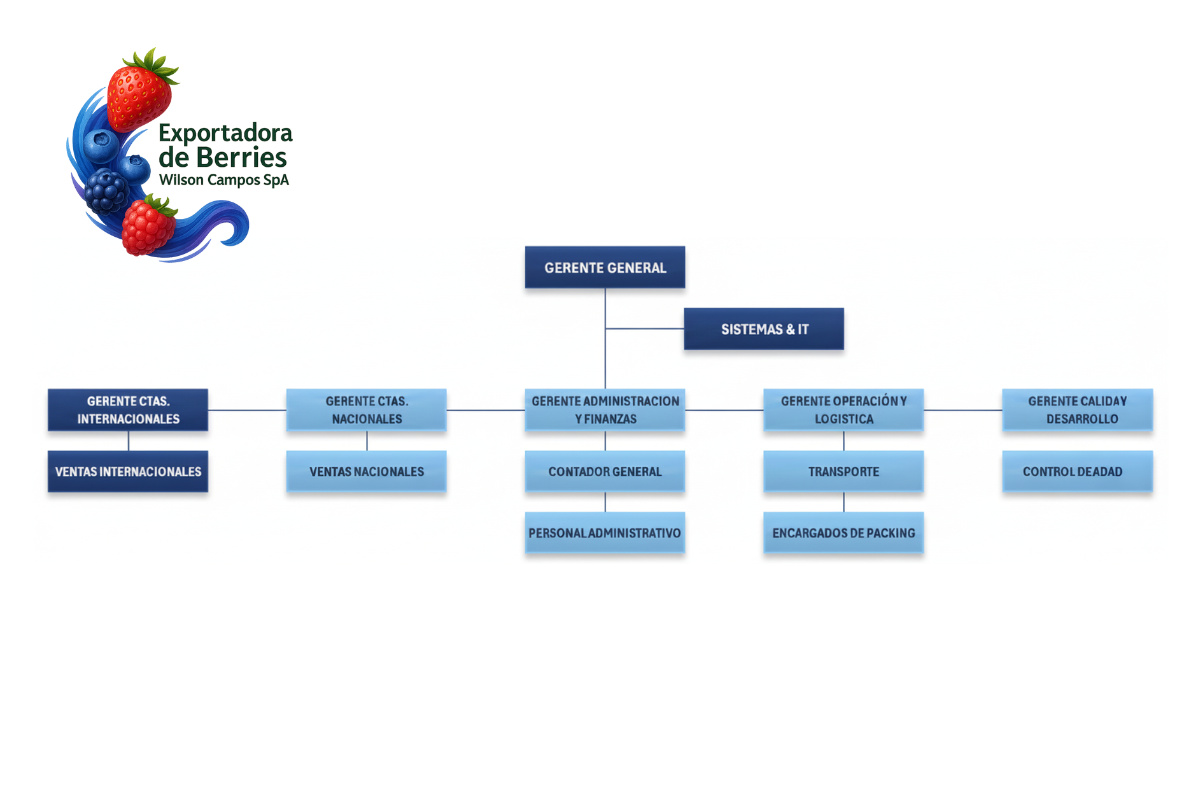 Exportadora
de Berries
Wilson Campos SpA
GERENTE GENERAL
SISTEMAS & IT
GERENTE CTAS.
INTERNACIONALES
GERENTE CTAS.
NACIONALES
GERENTE ADMINISTRACION
Y FINANZAS
GERENTE OPERACIÓN Y
LOGISTICA
GERENTE CALIDAY
DESARROLLO
VENTAS INTERNACIONALES
VENTAS NACIONALES
CONTADOR GENERAL
TRANSPORTE
CONTROL DEADAD
PERSONAL ADMINISTRATIVO
ENCARGADOS DE PACKING